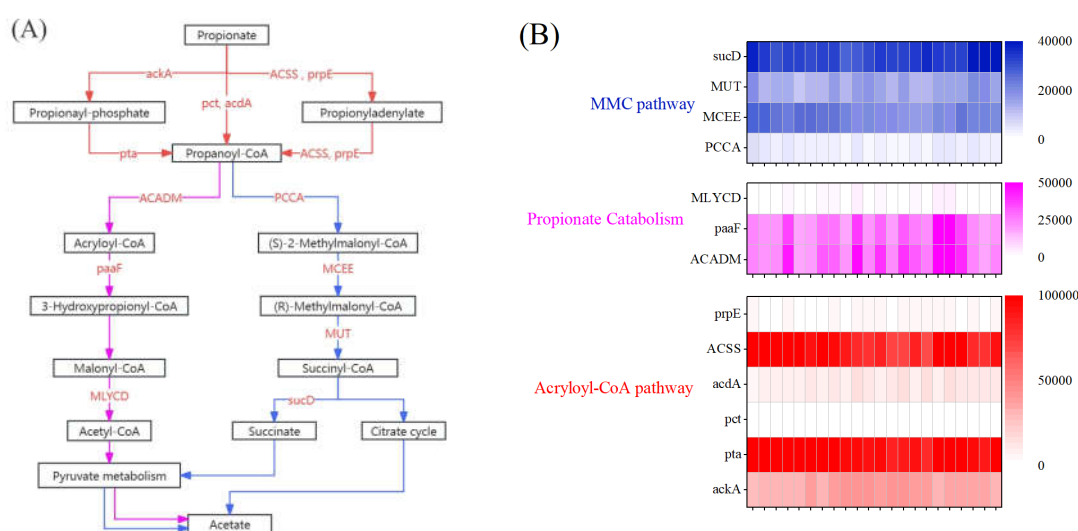 (A)
Propionate
ackA
ACSS , prpE
pct, acdA
Propionayl-phosphate
Propionyladenylate
pta
Propanoyl-CoA
ACSS, prpE
ACADM
PCCA
Acryloyl-CoA
(S)-2-Methylmalonyl-CoA
paaF
MCEE
3-Hydroxypropionyl-CoA
(R)-Methylmalonyl-CoA
MUT
Malonyl-CoA
Succinyl-CoA
MLYCD
sucD
Acetyl-CoA
Succinate
Citrate cycle
Pyruvate metabolism
Acetate
(B)
MMC pathway
sucD
MUT
MCEE
PCCA
40000
20000
0
Propionate Catabolism
MLYCD
paaF
ACADM
50000
25000
0
Acryloyl-CoA pathway
prpE
ACSS
acdA
pct
pta
ackA
100000
50000
0